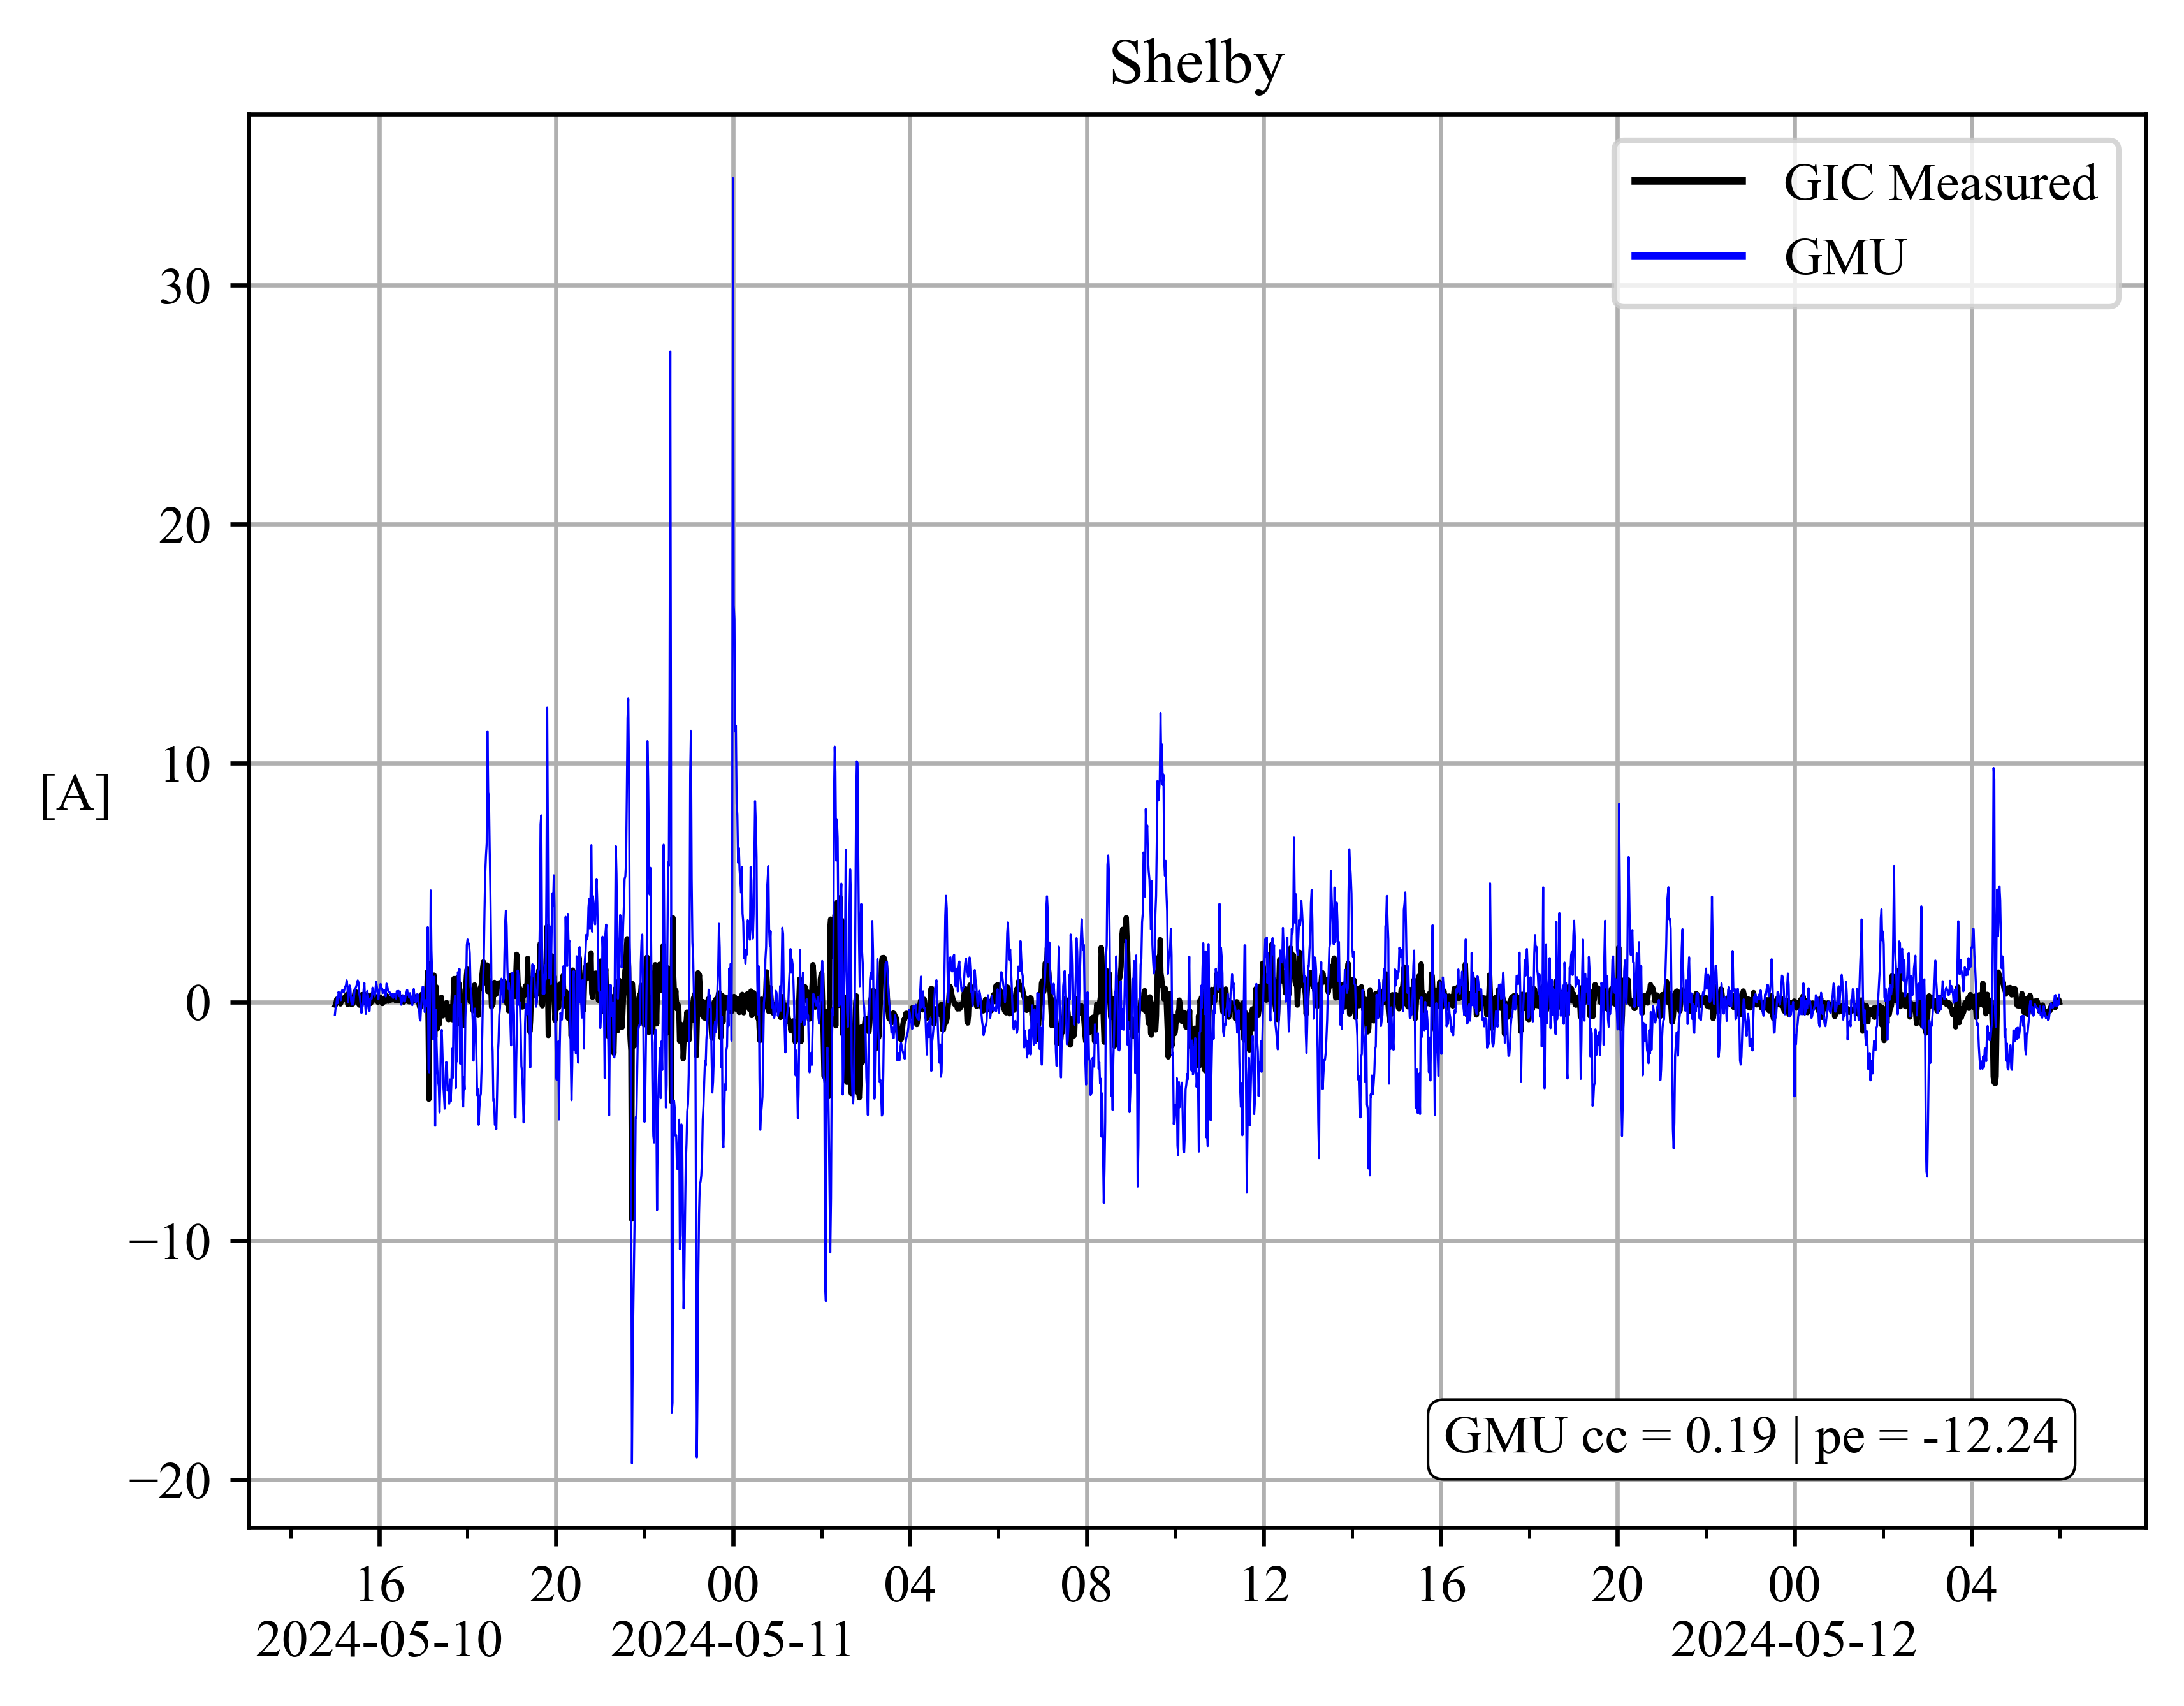 Shelby
GIC Measured
GMU
30
20
10
[A]
0
−10
−20
GMU cc = 0.19 | pe = -12.24
16 20 00 04 08 12 16 20 00 04
2024-05-10 2024-05-11 2024-05-12